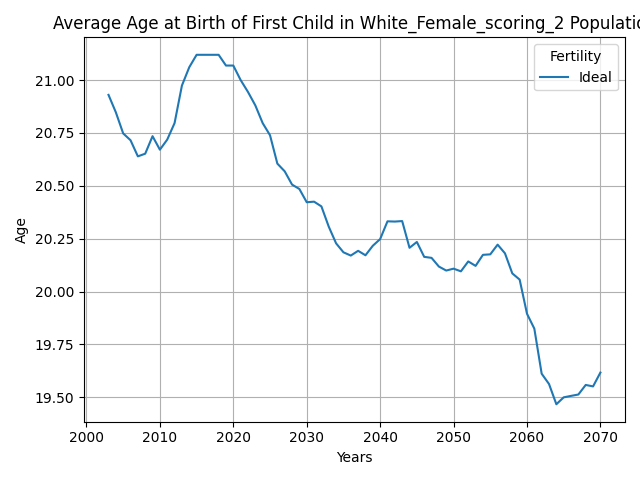 Average Age at Birth of First Child in White_Female_scoring_2 Populatio
Fertility
Ideal
21.00
20.75
20.50
20.25
20.00
19.75
19.50
Age
2000 2010 2020 2030 2040 2050 2060 2070
Years